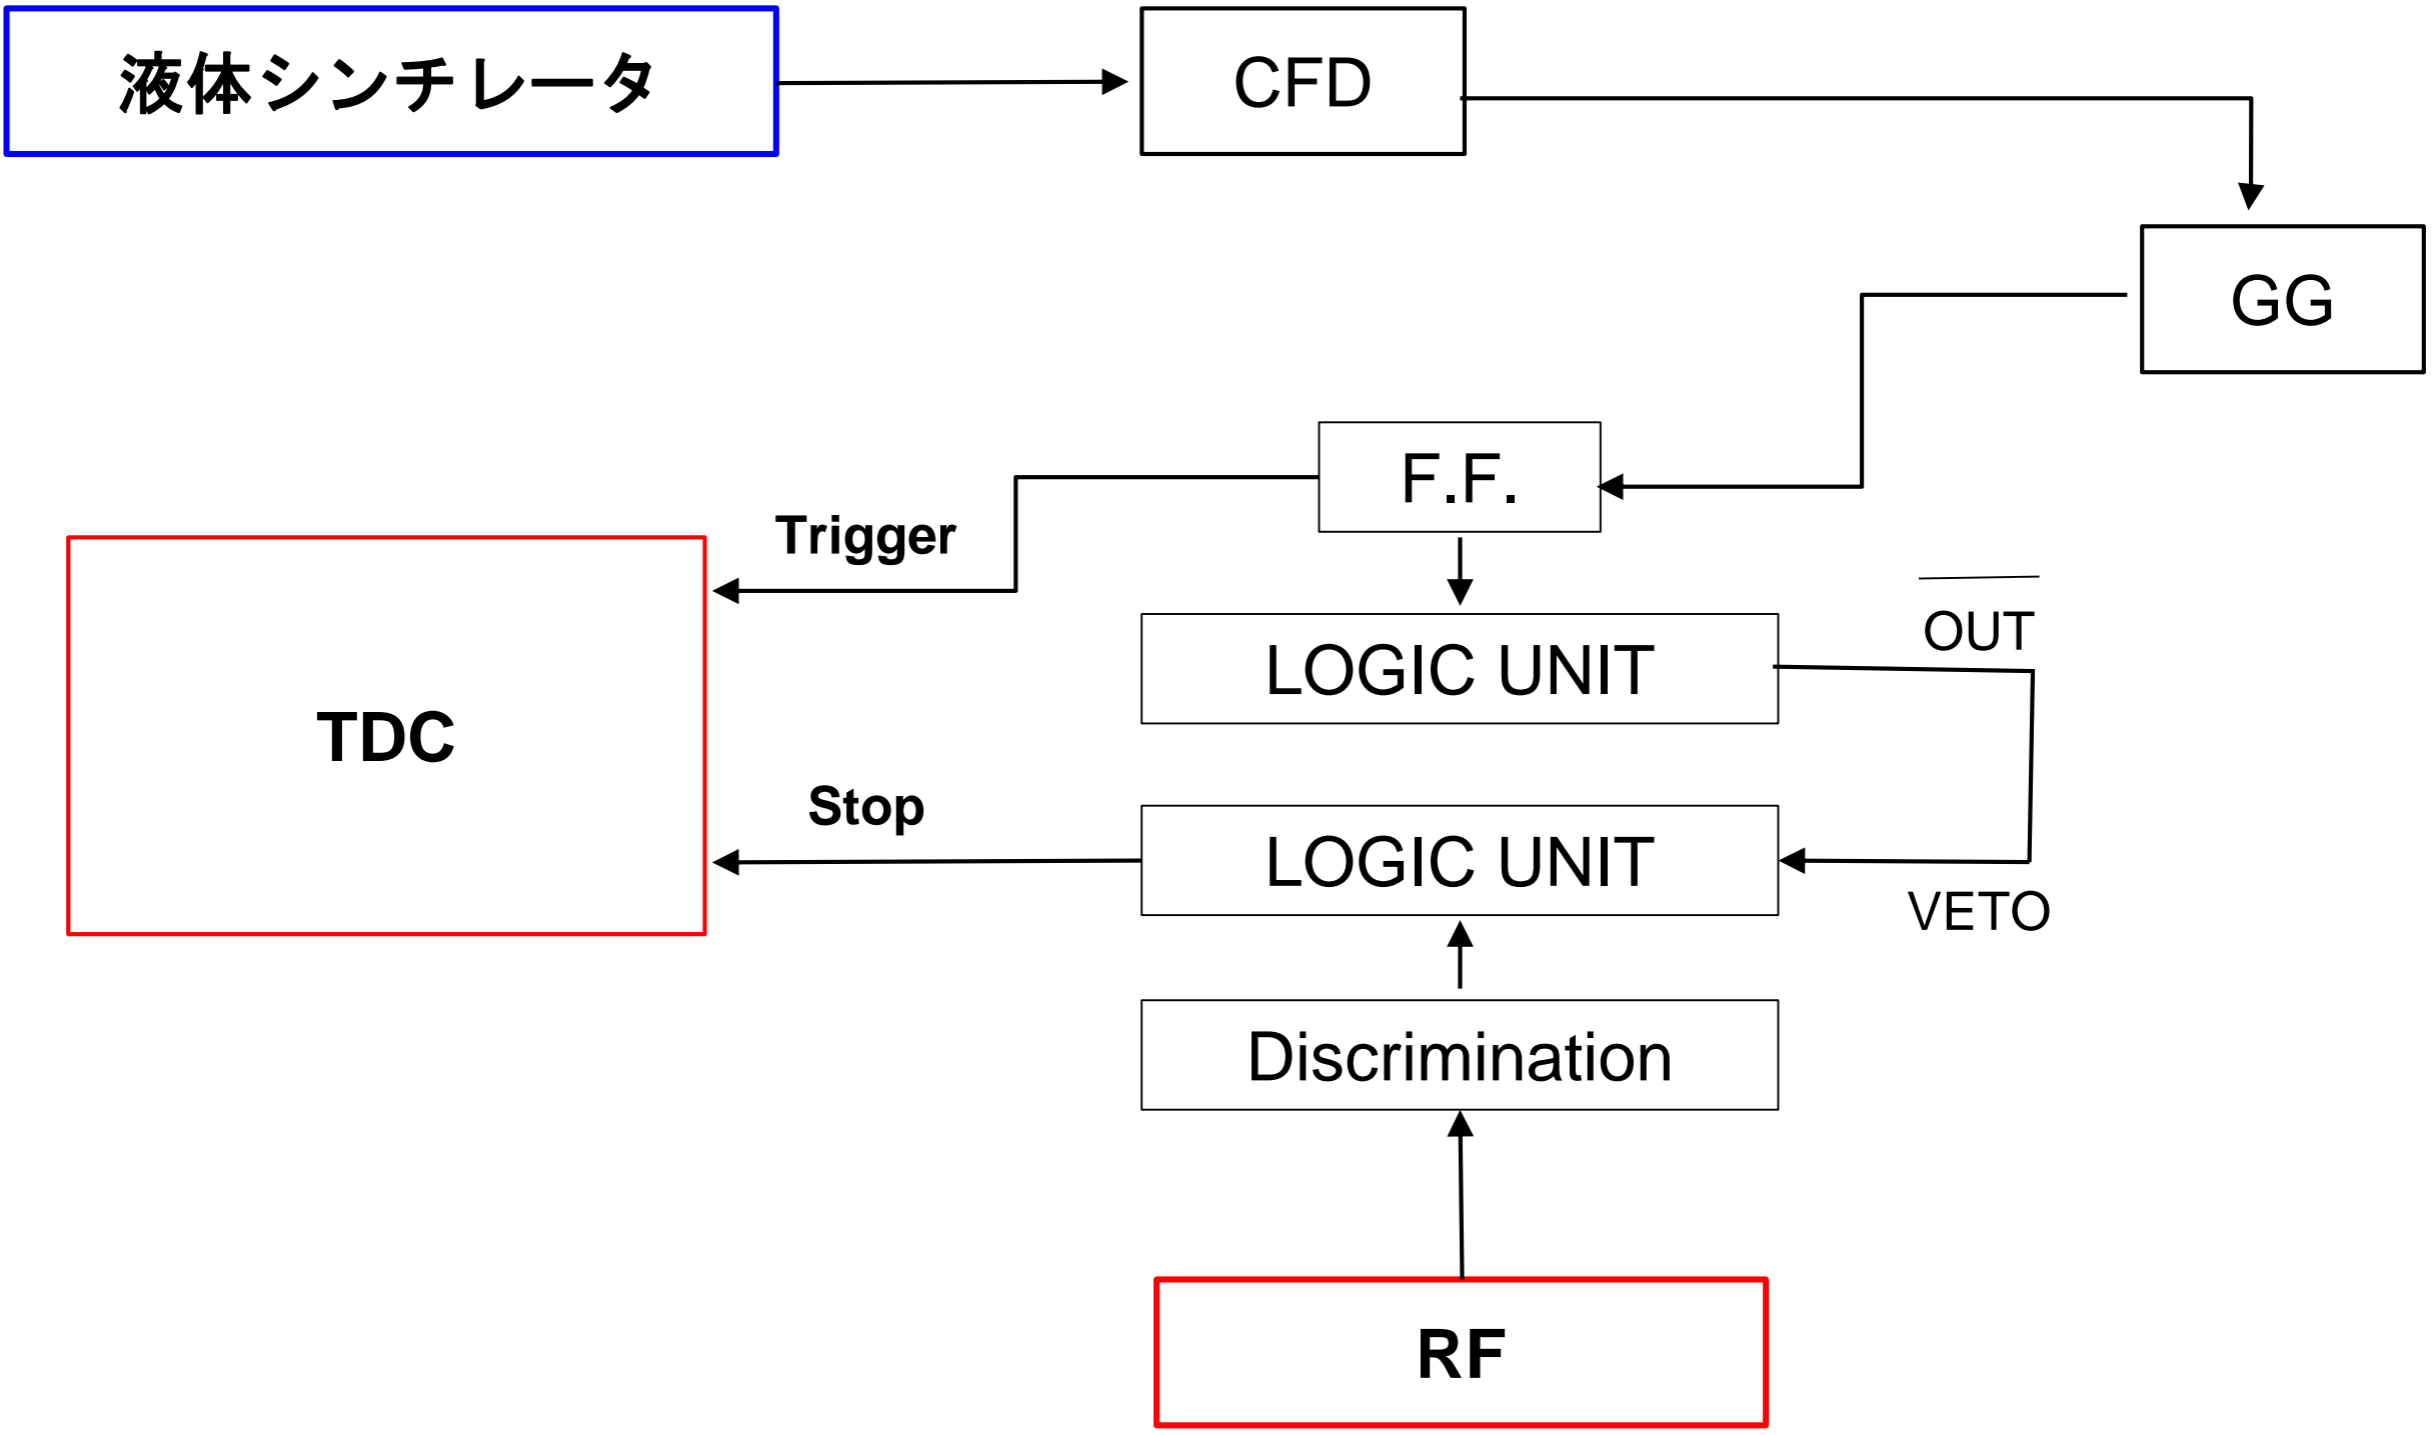 液体シンチレータ
CFD
GG
F.F.
Trigger
OUT
LOGIC UNIT
TDC
Stop
LOGIC UNIT
VETO
Discrimination
RF